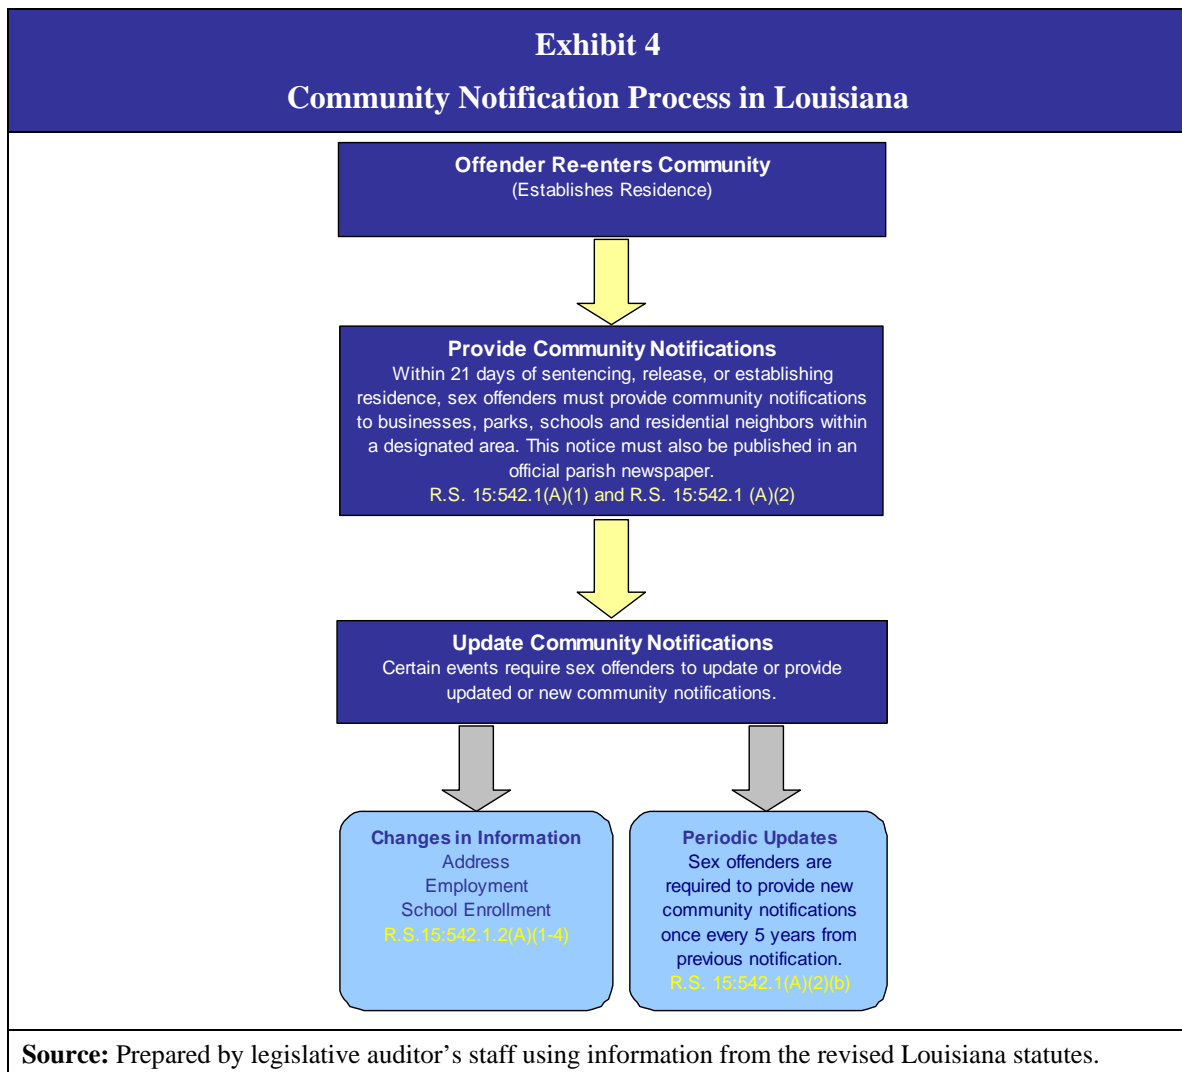 Exhibit 4
Community Notification Process in Louisiana
Offender Re-enters Community
(Establishes Residence)
Provide Community Notifications
Within 21 days of sentencing, release, or establishing
residence, sex offenders must provide community notifications
to businesses, parks, schools and residential neighbors within
a designated area. This notice must also be published in an
official parish newspaper.
R.S. 15:542.1(A)(1) and R.S. 15:542.1 (A)(2)
Update Community Notifications
Certain events require sex offenders to update or provide
updated or new community notifications.
Changes in Information
Address
Employment
School Enrollment
R.S.15:542.1.2(A)(1-4)
Periodic Updates
Sex offenders are
required to provide new
community notifications
once every 5 years from
previous notification.
R.S. 15:542.1(A)(2)(b)
Source: Prepared by legislative auditor’s staff using information from the revised Louisiana statutes.